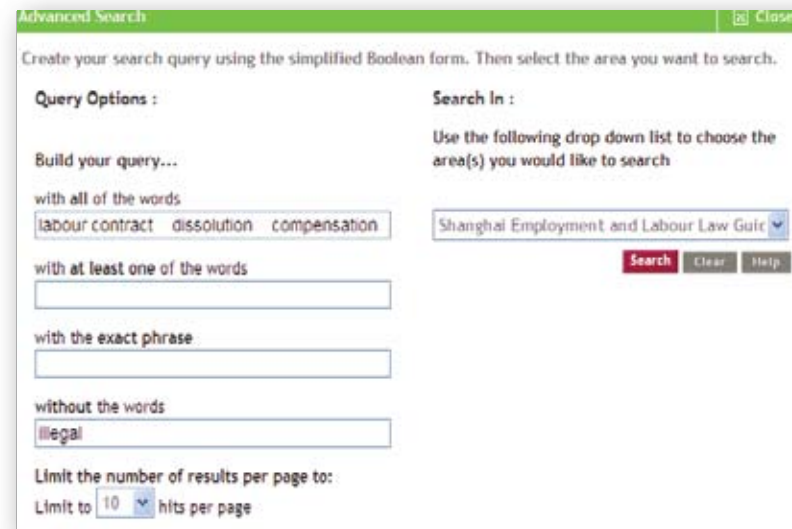 Advanced Search
Close
Create your search query using the simplified Boolean form. Then select the area you want to search.
Query Options :
Build your query...
with all of the words
labour contract dissolution compensation
with at least one of the words
with the exact phrase
without the words
illegal
Limit the number of results per page to:
Limit to 10 hits per page
Search In :
Use the following drop down list to choose the
area(s) you would like to search
Shanghai Employment and Labour Law Guic
Search Clear Help